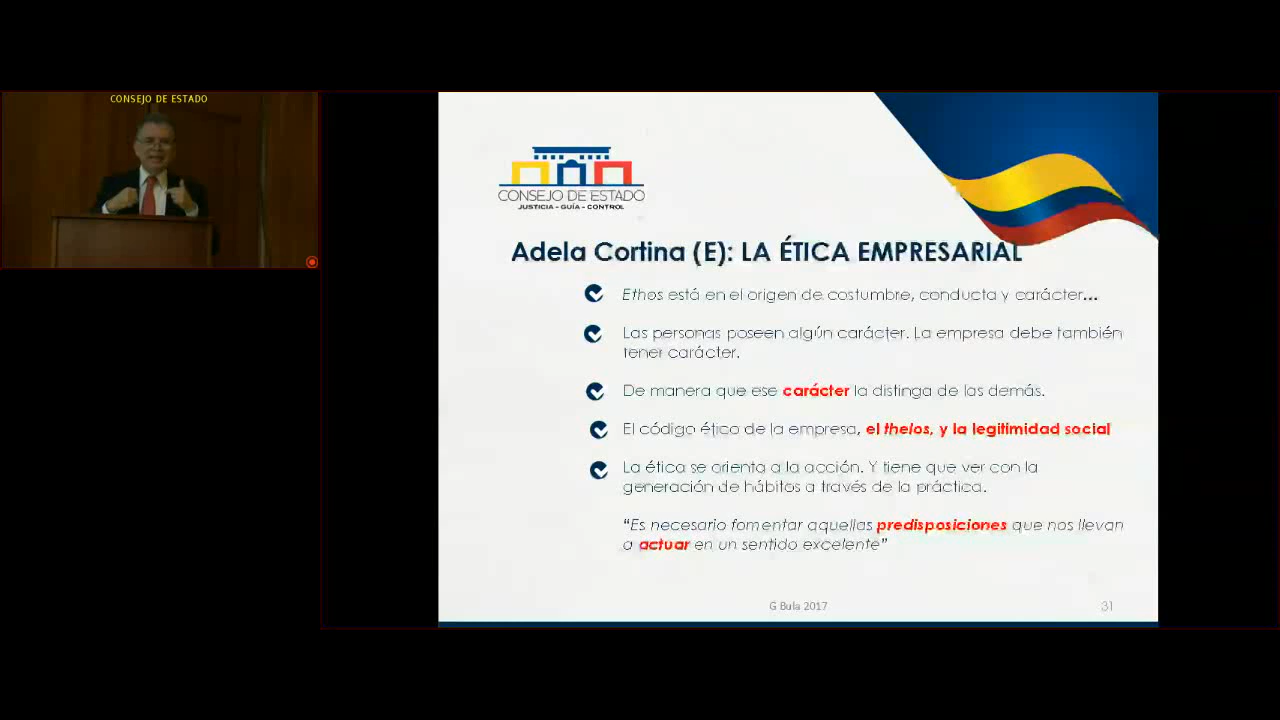 CONSEJO DE ESTADO
CONSEJO DE ESTADO
JUSTICIA - GUÍA - CONTROL
Adela Cortina (E): LA ÉTICA EMPRESARIAL
Ethos está en el origen de costumbre, conducta y carácter...
Las personas poseen algún carácter. La empresa debe también
tener carácter.
De manera que ese carácter la distinga de las demás.
El código ético de la empresa, el thelos, y la legitimidad social
La ética se orienta a la acción. Y tiene que ver con la
generación de hábitos a través de la práctica.
“Es necesario fomentar aquellas predisposiciones que nos llevan
a actuar en un sentido excelente”
G Bula 2017
31